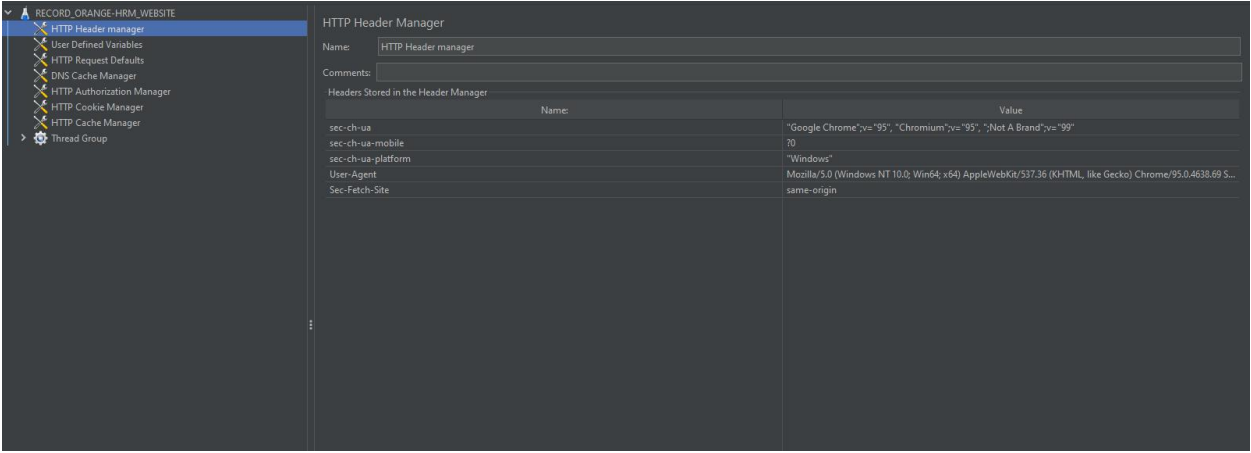 RECORD_ORANGE-HRM_WEBSITE
HTTP Header manager
User Defined Variables
HTTP Request Defaults
DNS Cache Manager
HTTP Authorization Manager
HTTP Cookie Manager
HTTP Cache Manager
Thread Group
HTTP Header Manager
Name: HTTP Header manager
Comments:
Headers Stored in the Header Manager
Name: Value
sec-ch-ua "Google Chrome";v="95", "Chromium";v="95", ";Not A Brand";v="99"
sec-ch-ua-mobile ?0
sec-ch-ua-platform "Windows"
User-Agent Mozilla/5.0 (Windows NT 10.0; Win64; x64) AppleWebKit/537.36 (KHTML, like Gecko) Chrome/95.0.4638.69 S...
Sec-Fetch-Site same-origin